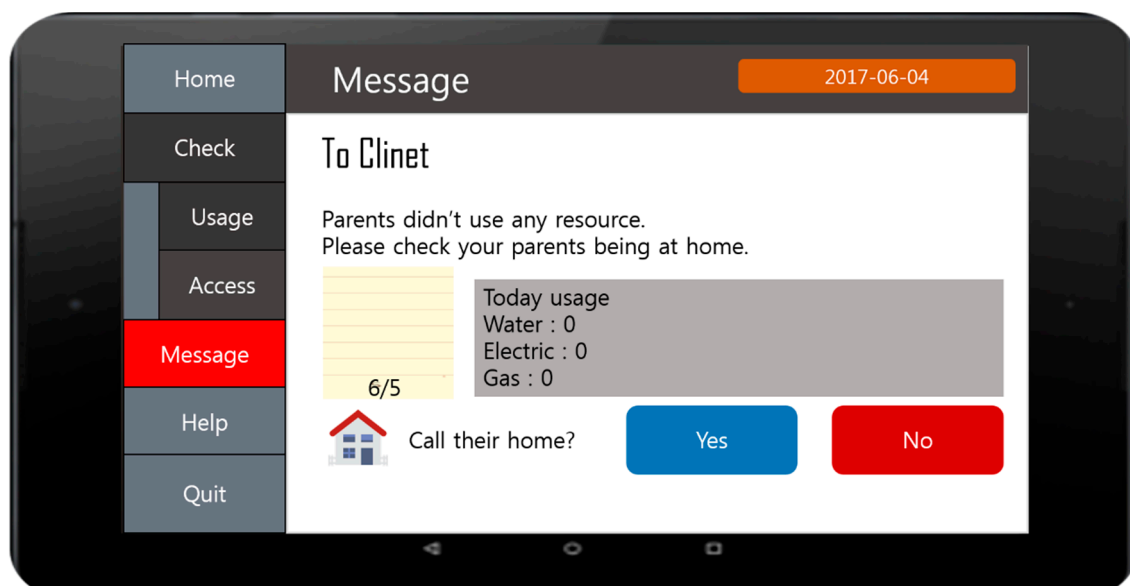 Home
Message
2017-06-04
Check
To Clinet
Usage
Parents didn't use any resource.
Please check your parents being at home.
Access
Today usage
Water : 0
Electric : 0
Gas : 0
6/5
Message
Help
Call their home?
Yes
No
Quit